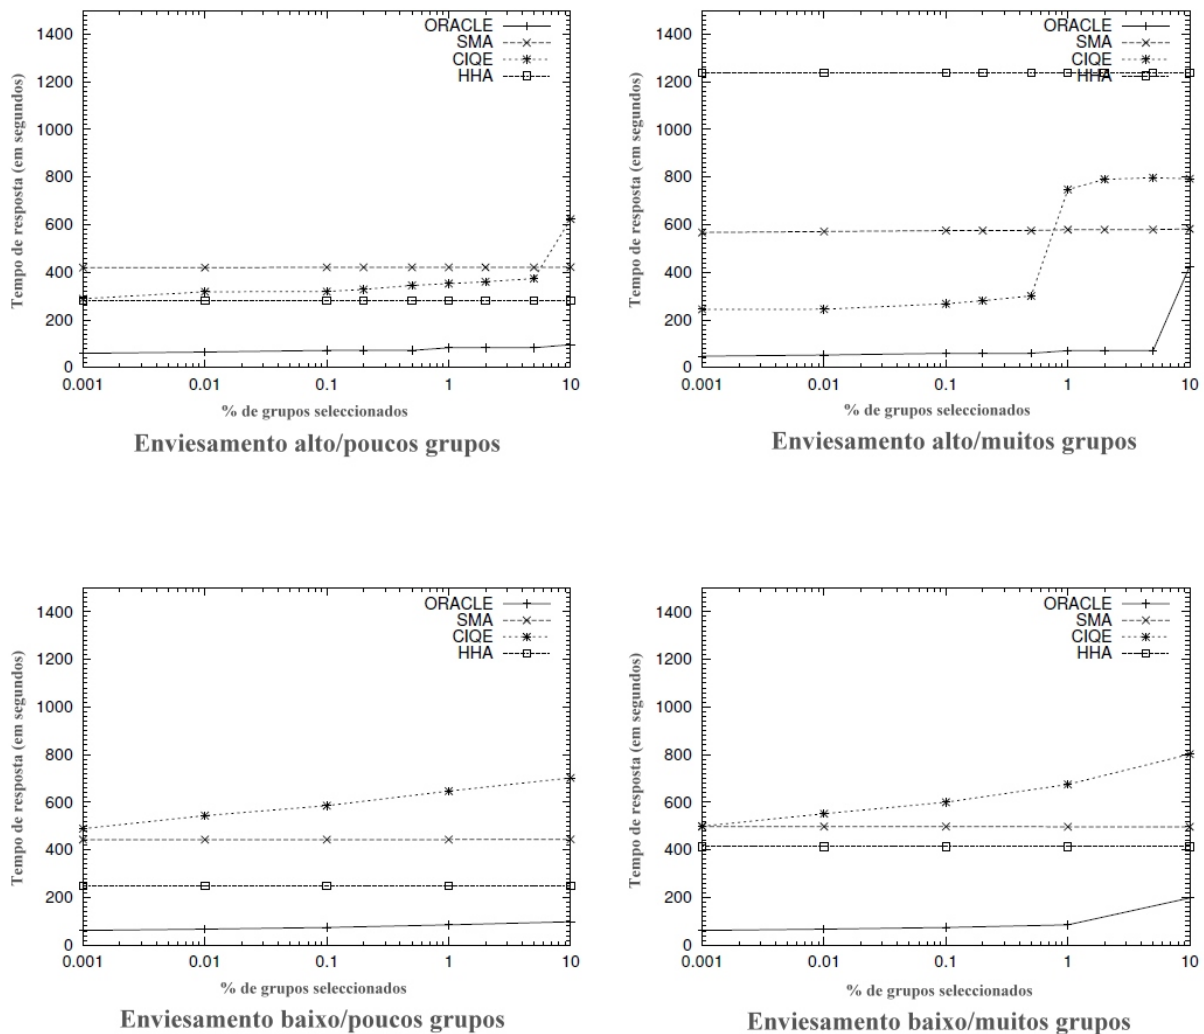 Tempo de resposta (em segundos)
1400
1200
1000
800
600
400
200
0
ORACLE
SMA
CIQE
HHA
0.001
0.01
0.1
1
10
% de grupos seleccionados
Enviesamento alto/poucos grupos
Tempo de resposta (em segundos)
1400
1200
1000
800
600
400
200
0
ORACLE
SMA
CIQE
HHA
0.001
0.01
0.1
1
10
% de grupos seleccionados
Enviesamento alto/muitos grupos
Tempo de resposta (em segundos)
1400
1200
1000
800
600
400
200
0
ORACLE
SMA
CIQE
HHA
0.001
0.01
0.1
1
10
% de grupos seleccionados
Enviesamento baixo/poucos grupos
Tempo de resposta (em segundos)
1400
1200
1000
800
600
400
200
0
ORACLE
SMA
CIQE
HHA
0.001
0.01
0.1
1
10
% de grupos seleccionados
Enviesamento baixo/muitos grupos